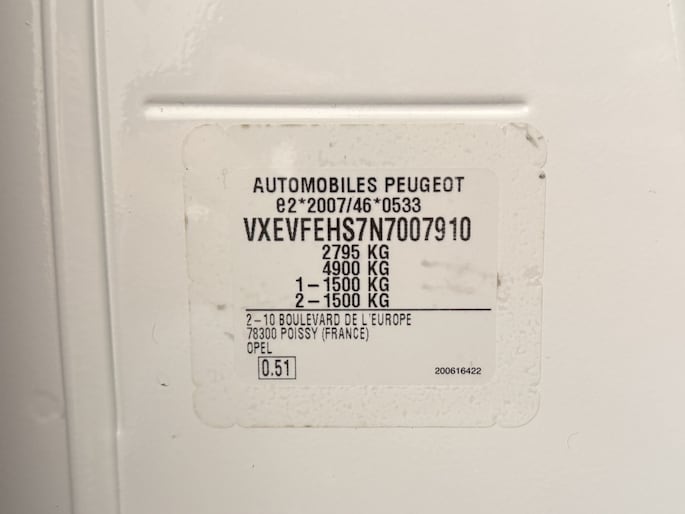 AUTOMOBILES PEUGEOT
e2*2007/46*0533
VXEVFEHS7N7007910
2795 KG
4900 KG
1-1500 KG
2-1500 KG
2-10 BOULEVARD DE L'EUROPE
78300 POISSY (FRANCE)
OPEL
0.51
200616422